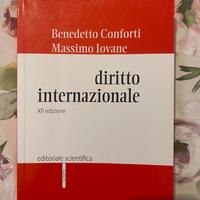 Benedetto Conforti
Massimo Iovane
diritto
internazionale
XII edizione
editoriale scientifica